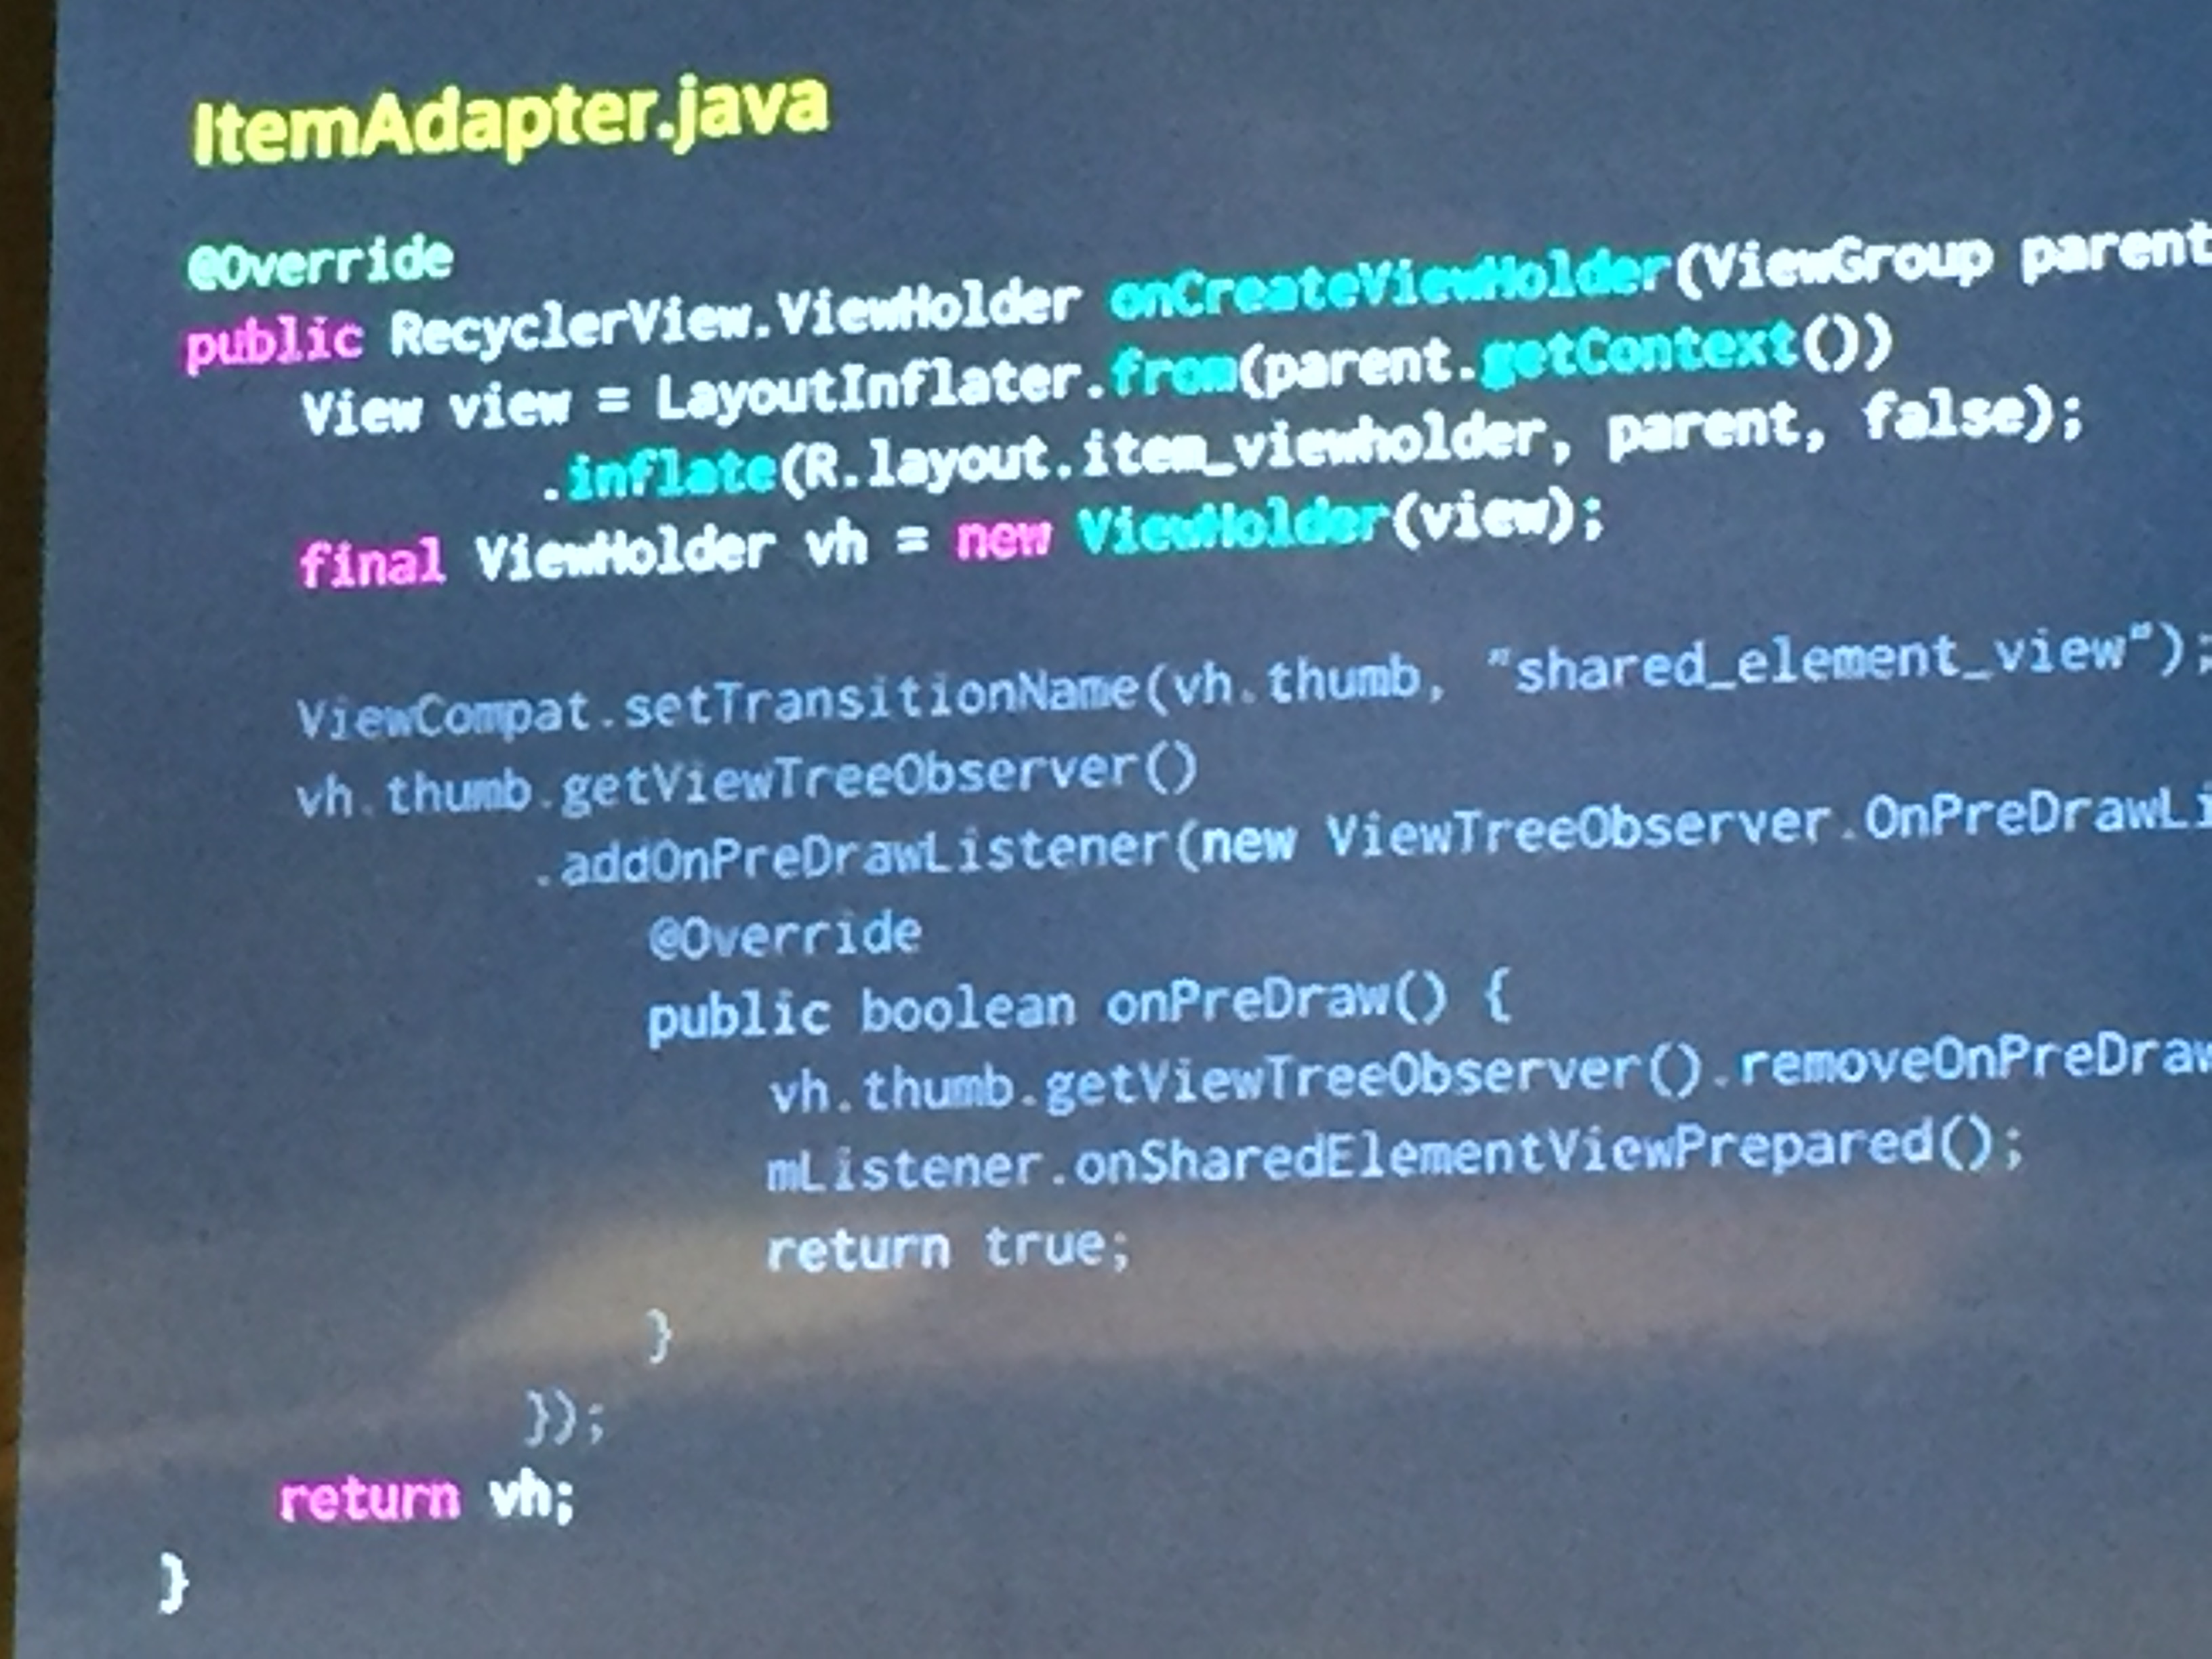 ItemAdapter.java
@Override
public RecyclerView.ViewHolder onCreateViewHolder(ViewGroup parent
View view = LayoutInflater.from(parent.getContext())
.inflate(R.layout.item_viewholder, parent, false);
final ViewHolder vh = new ViewHolder(view);
ViewCompat.setTransitionName(vh.thumb, "shared_element_view");
vh.thumb.getViewTreeObserver()
.addOnPreDrawListener(new ViewTreeObserver.OnPreDrawLi
@Override
public boolean onPreDraw() {
vh.thumb.getViewTreeObserver().removeOnPreDraw
mListener.onSharedElementViewPrepared();
return true;
}
});
return vh;
}